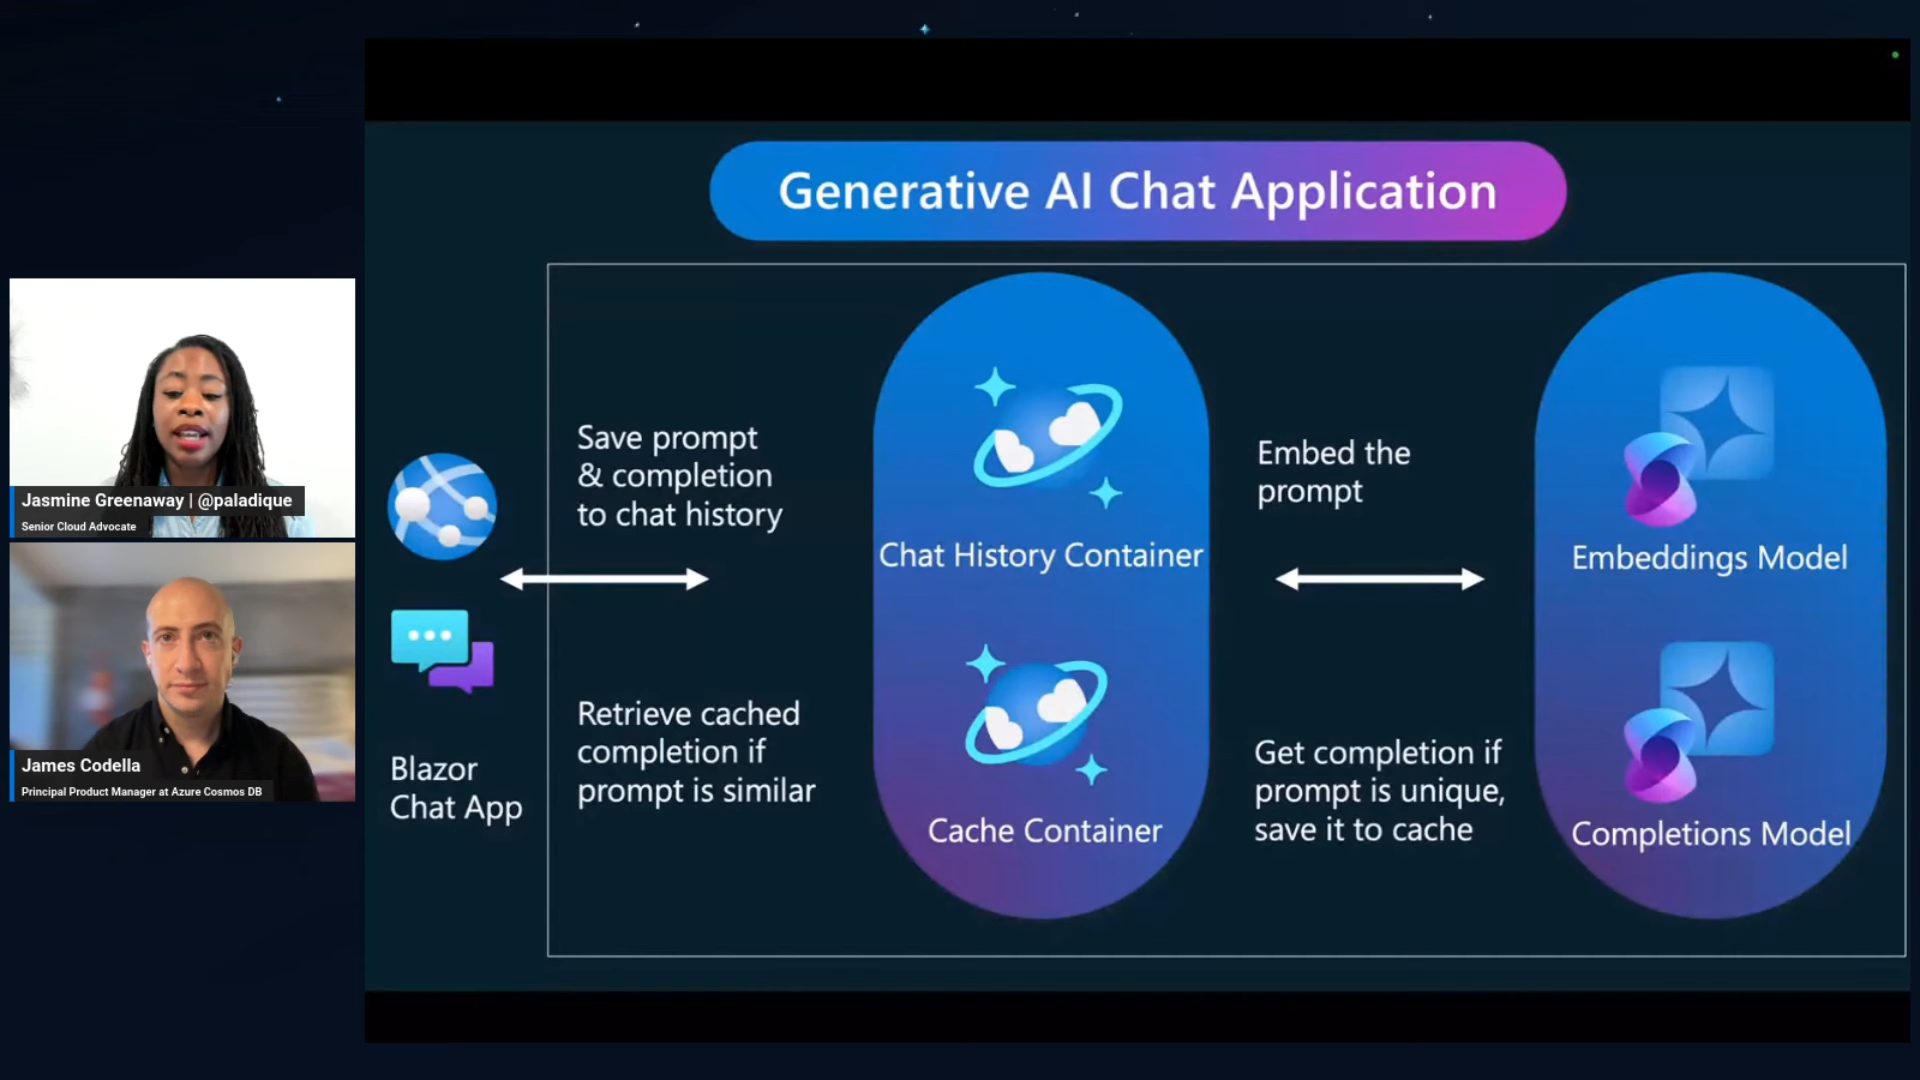 Generative AI Chat Application
Jasmine Greenaway | @paladique
Senior Cloud Advocate
James Codella
Principal Product Manager at Azure Cosmos DB
Blazor
Chat App
Save prompt
& completion
to chat history
Retrieve cached
completion if
prompt is similar
Chat History Container
Cache Container
Embed the
prompt
Get completion if
prompt is unique,
save it to cache
Embeddings Model
Completions Model